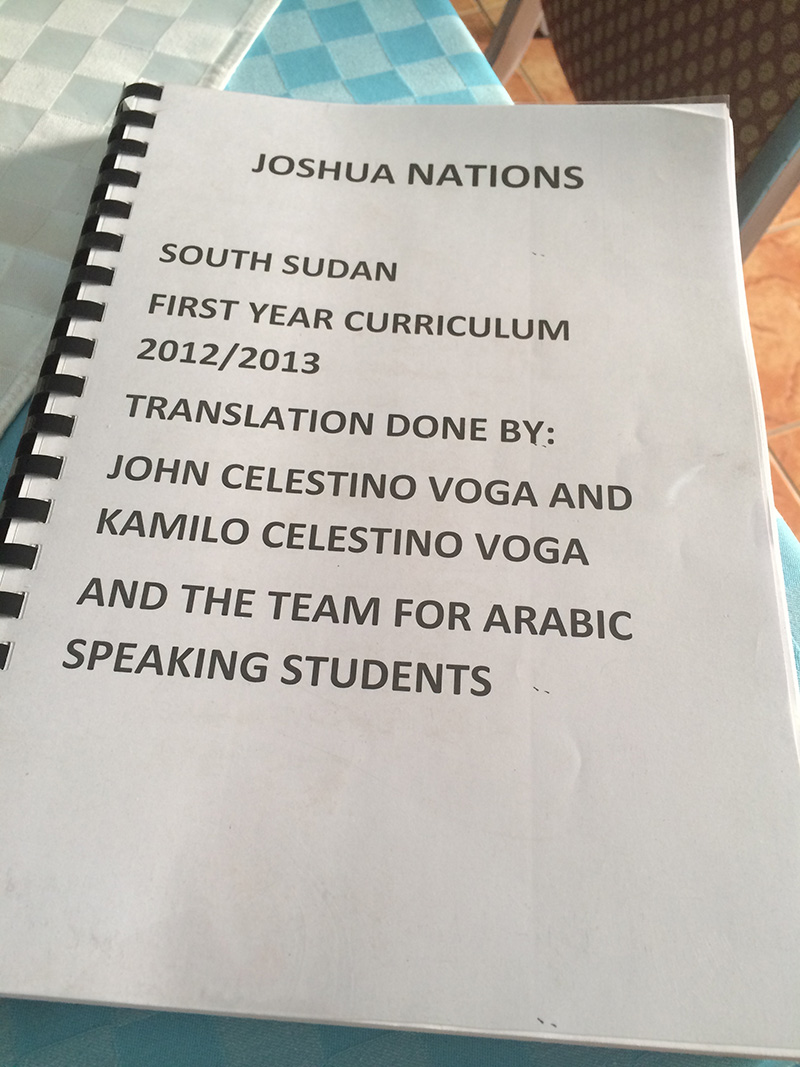 JOSHUA NATIONS
SOUTH SUDAN
FIRST YEAR CURRICULUM
2012/2013
TRANSLATION DONE BY:
JOHN CELESTINO VOGA AND
KAMILO CELESTINO VOGA
AND THE TEAM FOR ARABIC
SPEAKING STUDENTS